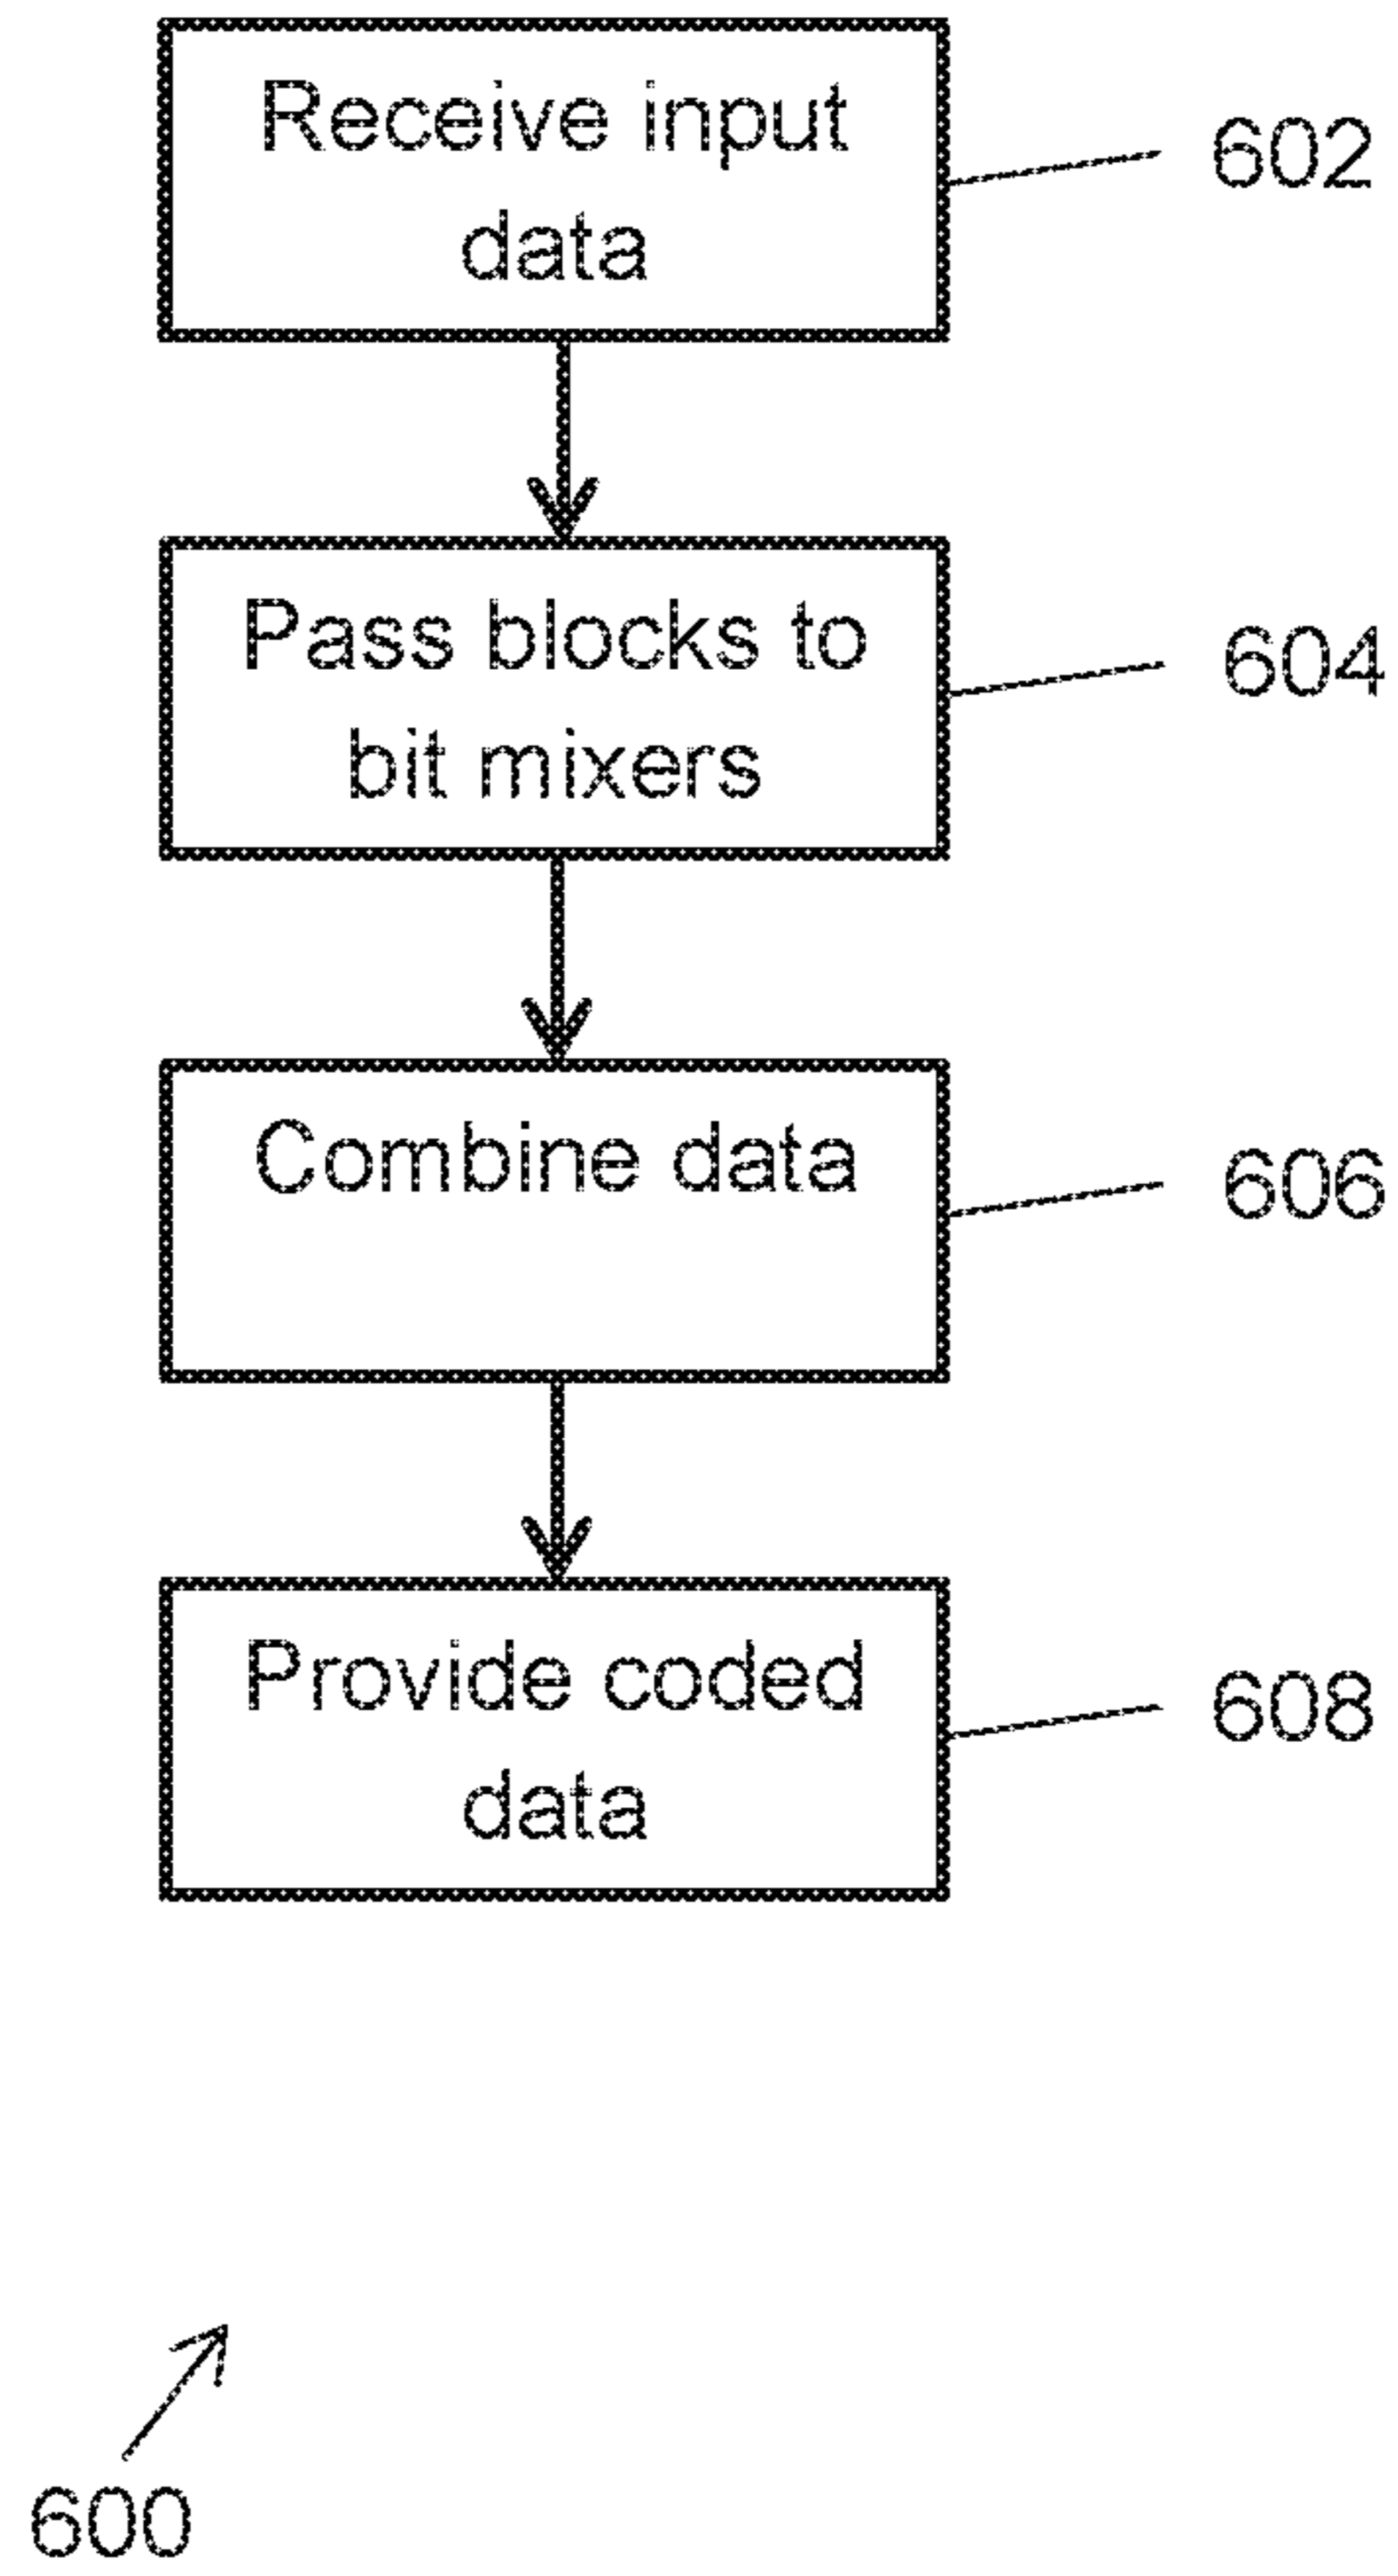 Receive input
data
602
Pass blocks to
bit mixers
604
Combine data
606
Provide coded
data
608
600